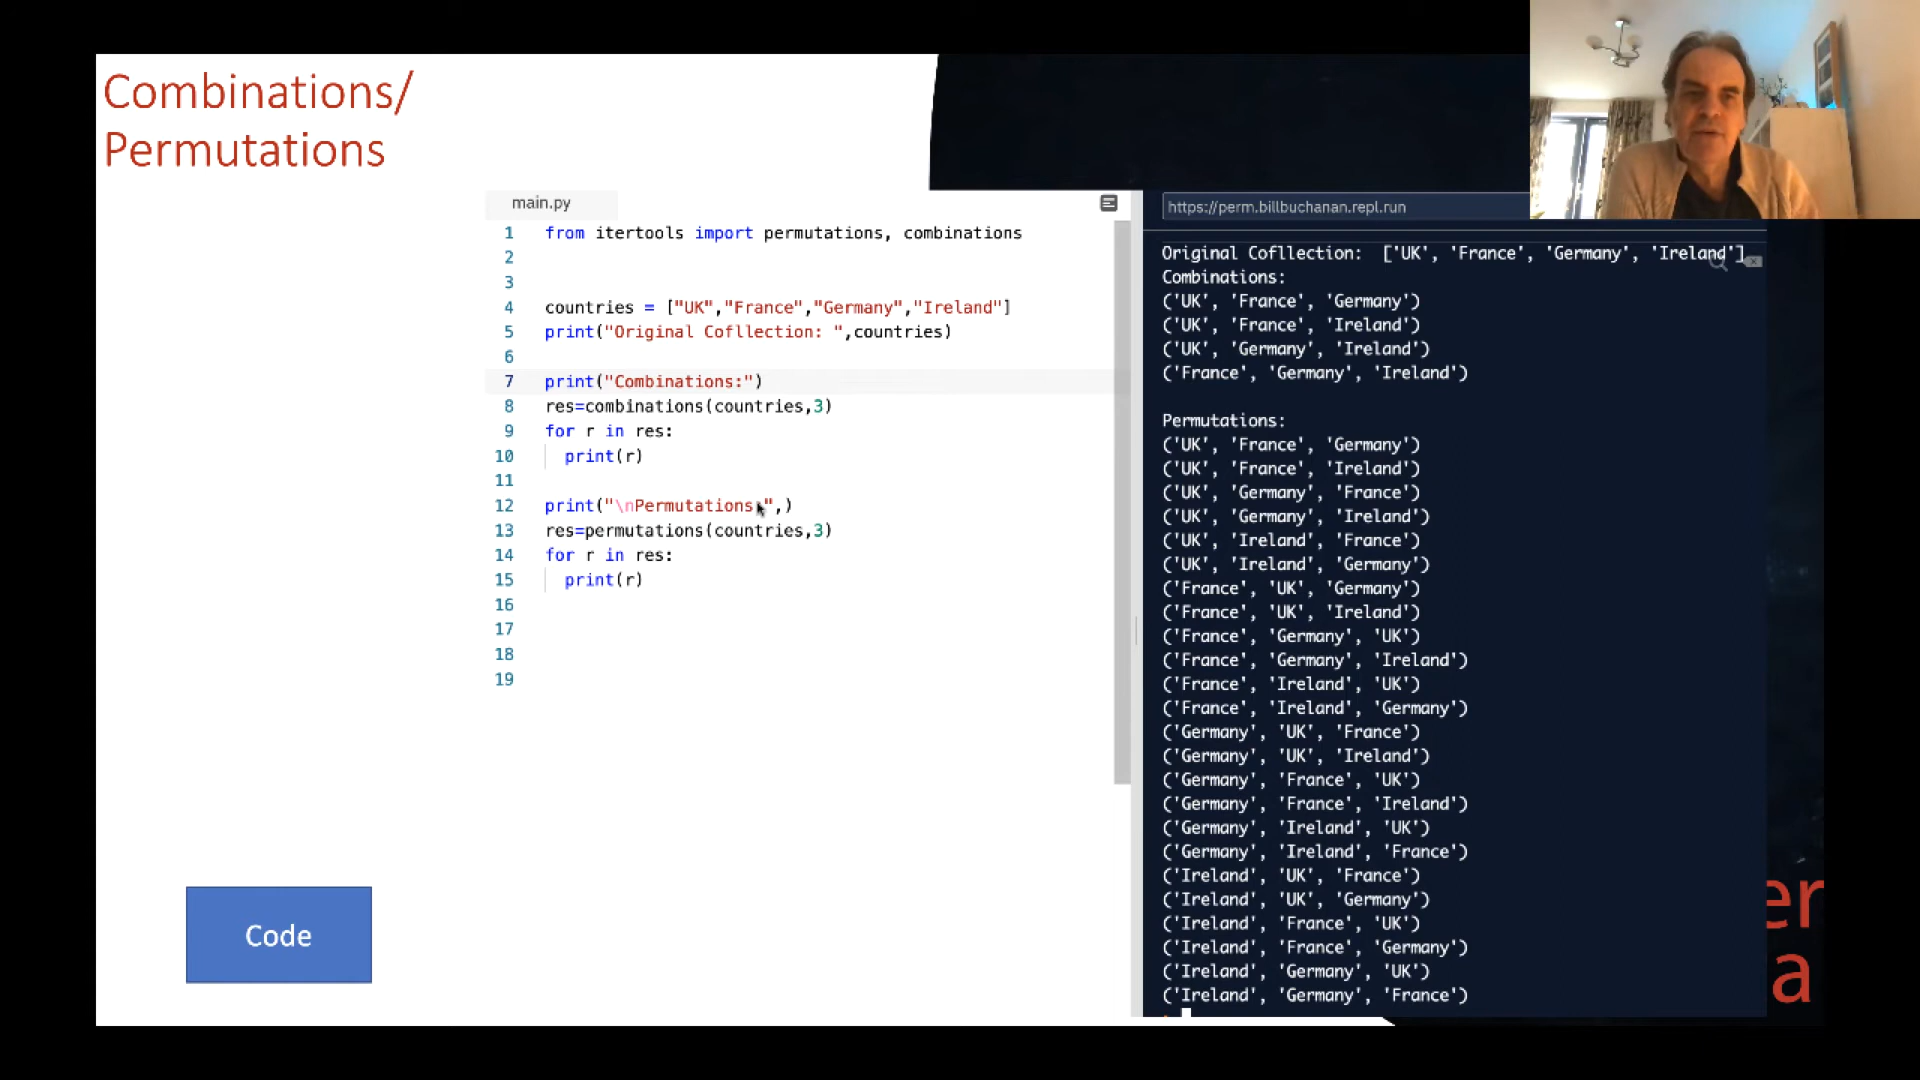 Combinations/
Permutations
main.py
1 from itertools import permutations, combinations
2
3
4 countries = ["UK","France","Germany","Ireland"]
5 print("Original Cofllection: ",countries)
6
7 print("Combinations:")
8 res=combinations(countries,3)
9 for r in res:
10 print(r)
11
12 print("\nPermutations:",)
13 res=permutations(countries,3)
14 for r in res:
15 print(r)
16
17
18
19
Code
https://perm.billbuchanan.repl.run
Original Cofllection:  ['UK', 'France', 'Germany', 'Ireland']
Combinations:
('UK', 'France', 'Germany')
('UK', 'France', 'Ireland')
('UK', 'Germany', 'Ireland')
('France', 'Germany', 'Ireland')
Permutations:
('UK', 'France', 'Germany')
('UK', 'France', 'Ireland')
('UK', 'Germany', 'France')
('UK', 'Germany', 'Ireland')
('UK', 'Ireland', 'France')
('UK', 'Ireland', 'Germany')
('France', 'UK', 'Germany')
('France', 'UK', 'Ireland')
('France', 'Germany', 'UK')
('France', 'Germany', 'Ireland')
('France', 'Ireland', 'UK')
('France', 'Ireland', 'Germany')
('Germany', 'UK', 'France')
('Germany', 'UK', 'Ireland')
('Germany', 'France', 'UK')
('Germany', 'France', 'Ireland')
('Germany', 'Ireland', 'UK')
('Germany', 'Ireland', 'France')
('Ireland', 'UK', 'France')
('Ireland', 'UK', 'Germany')
('Ireland', 'France', 'UK')
('Ireland', 'France', 'Germany')
('Ireland', 'Germany', 'UK')
('Ireland', 'Germany', 'France')
er
a